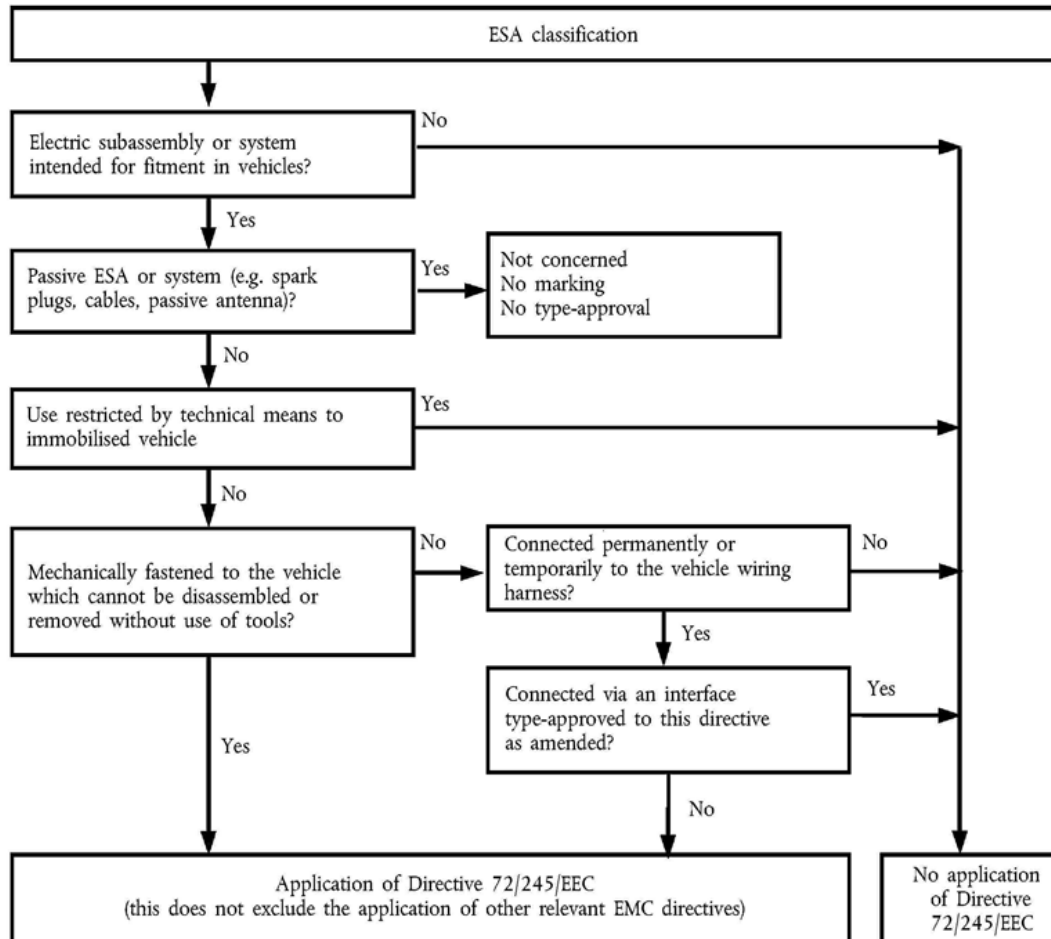 ESA classification
No
Electric subassembly or system
intended for fitment in vehicles?
Yes
Passive ESA or system (e.g. spark
plugs, cables, passive antenna)?
Yes
Not concerned
No marking
No type-approval
No
Use restricted by technical means to
immobilised vehicle
Yes
No
Mechanically fastened to the vehicle
which cannot be disassembled or
removed without use of tools?
No
Connected permanently or
temporarily to the vehicle wiring
harness?
No
Yes
Connected via an interface
type-approved to this directive
as amended?
Yes
Yes
No
Application of Directive 72/245/EEC
(this does not exclude the application of other relevant EMC directives)
No application
of Directive
72/245/EEC